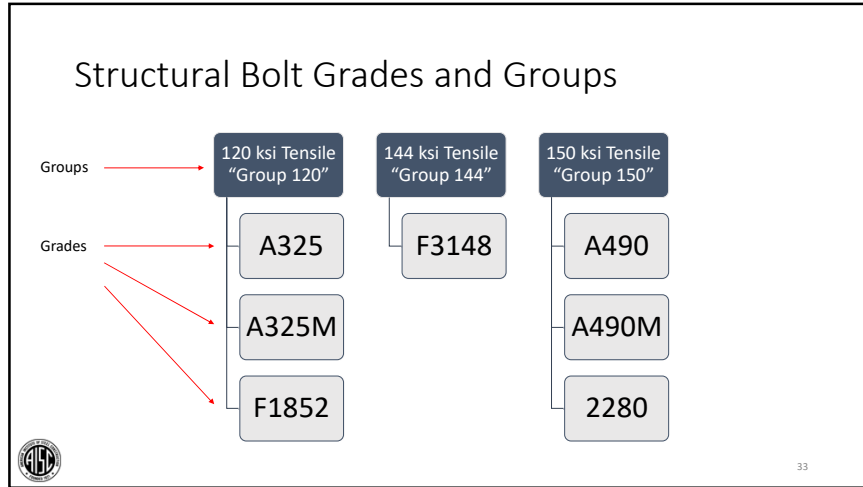 Structural Bolt Grades and Groups
Groups
120 ksi Tensile
“Group 120”
144 ksi Tensile
“Group 144”
150 ksi Tensile
“Group 150”
Grades
A325
F3148
A490
A325M
A490M
F1852
2280
AISC
33